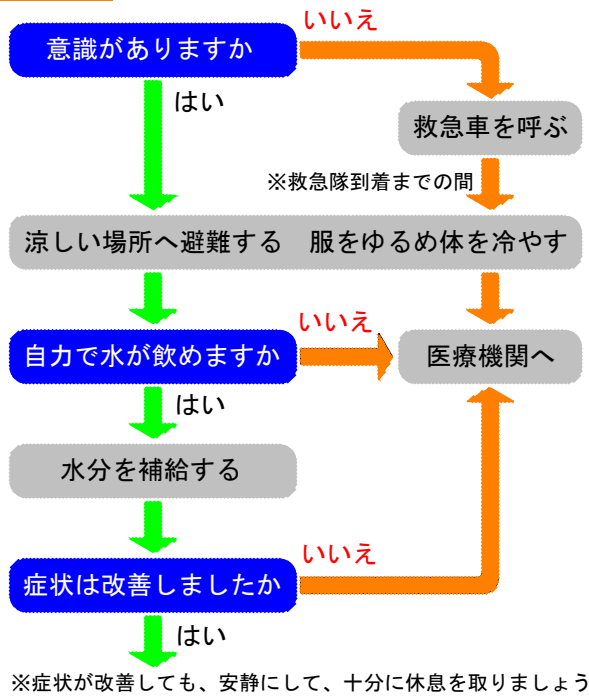 いいえ
意識がありますか
はい
救急車を呼ぶ
※救急隊到着までの間
涼しい場所へ避難する　服をゆるめ体を冷やす
いいえ
自力で水が飲めますか
医療機関へ
はい
水分を補給する
いいえ
症状は改善しましたか
はい
※症状が改善しても、安静にして、十分に休息を取りましょう